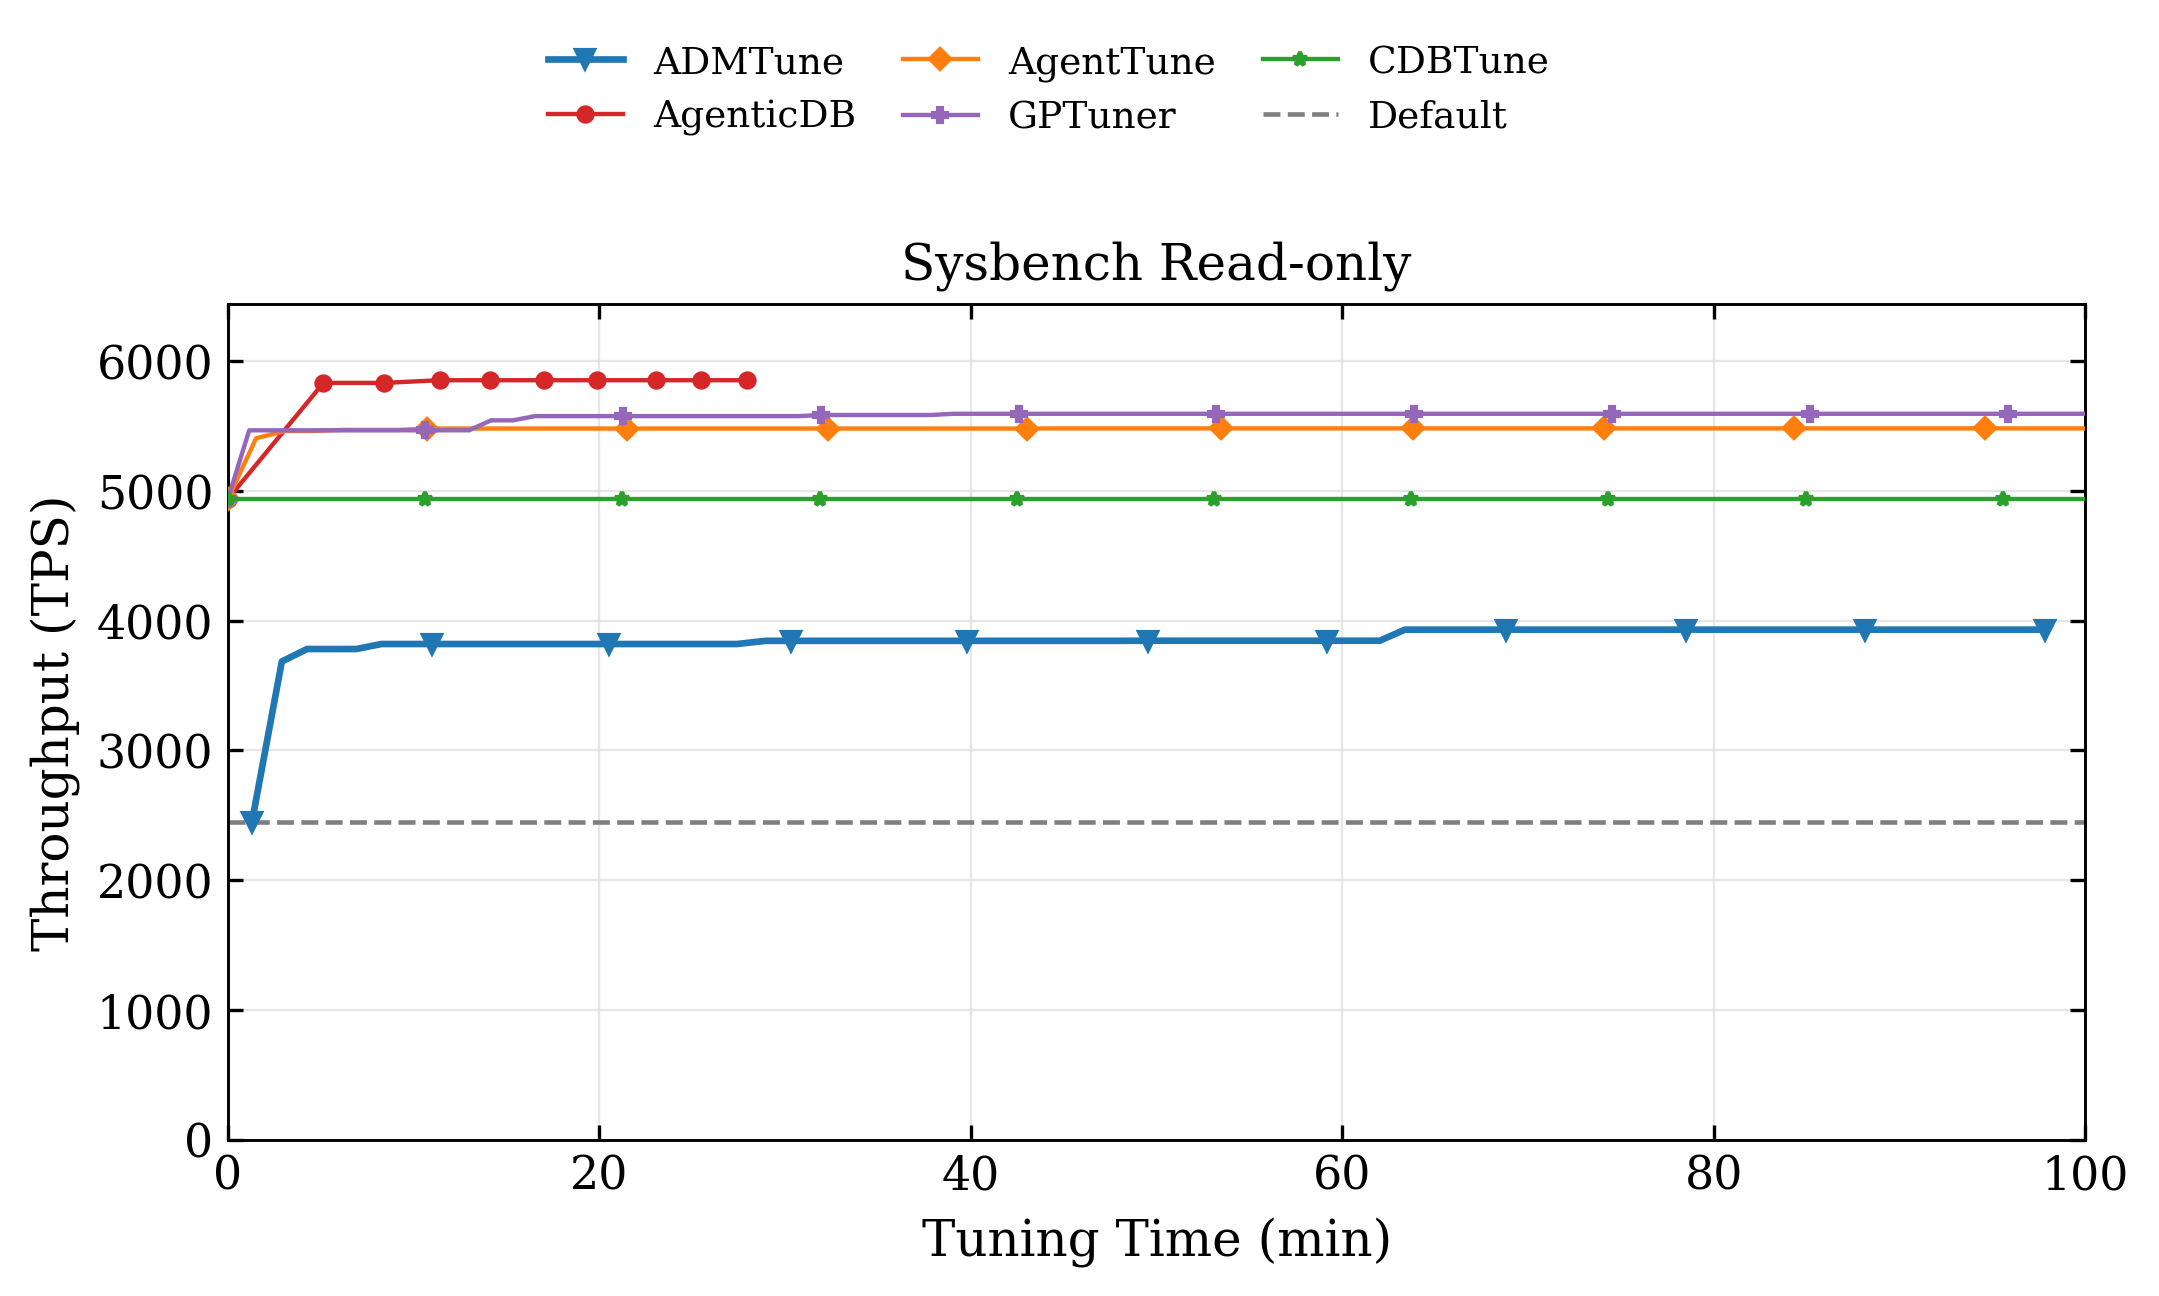 ADMTune AgentTune CDBTune
AgenticDB GPTuner Default
Sysbench Read-only
6000
5000
4000
3000
2000
1000
0
0 20 40 60 80 100
Throughput (TPS)
Tuning Time (min)